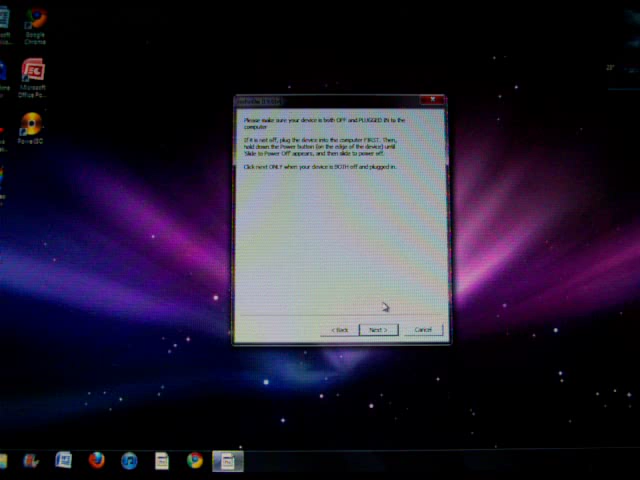 Google
Chrome
Microsoft
Office Po...
PowerISO
Please make sure your device is both OFF and PLUGGED IN to the
computer
If it is not off, plug the device into the computer FIRST. Then,
hold down the Power button (on the edge of the device) until
'Slide to Power Off' appears, and then slide to power off.
Click next ONLY when your device is BOTH off and plugged in.
< Back
Next >
Cancel